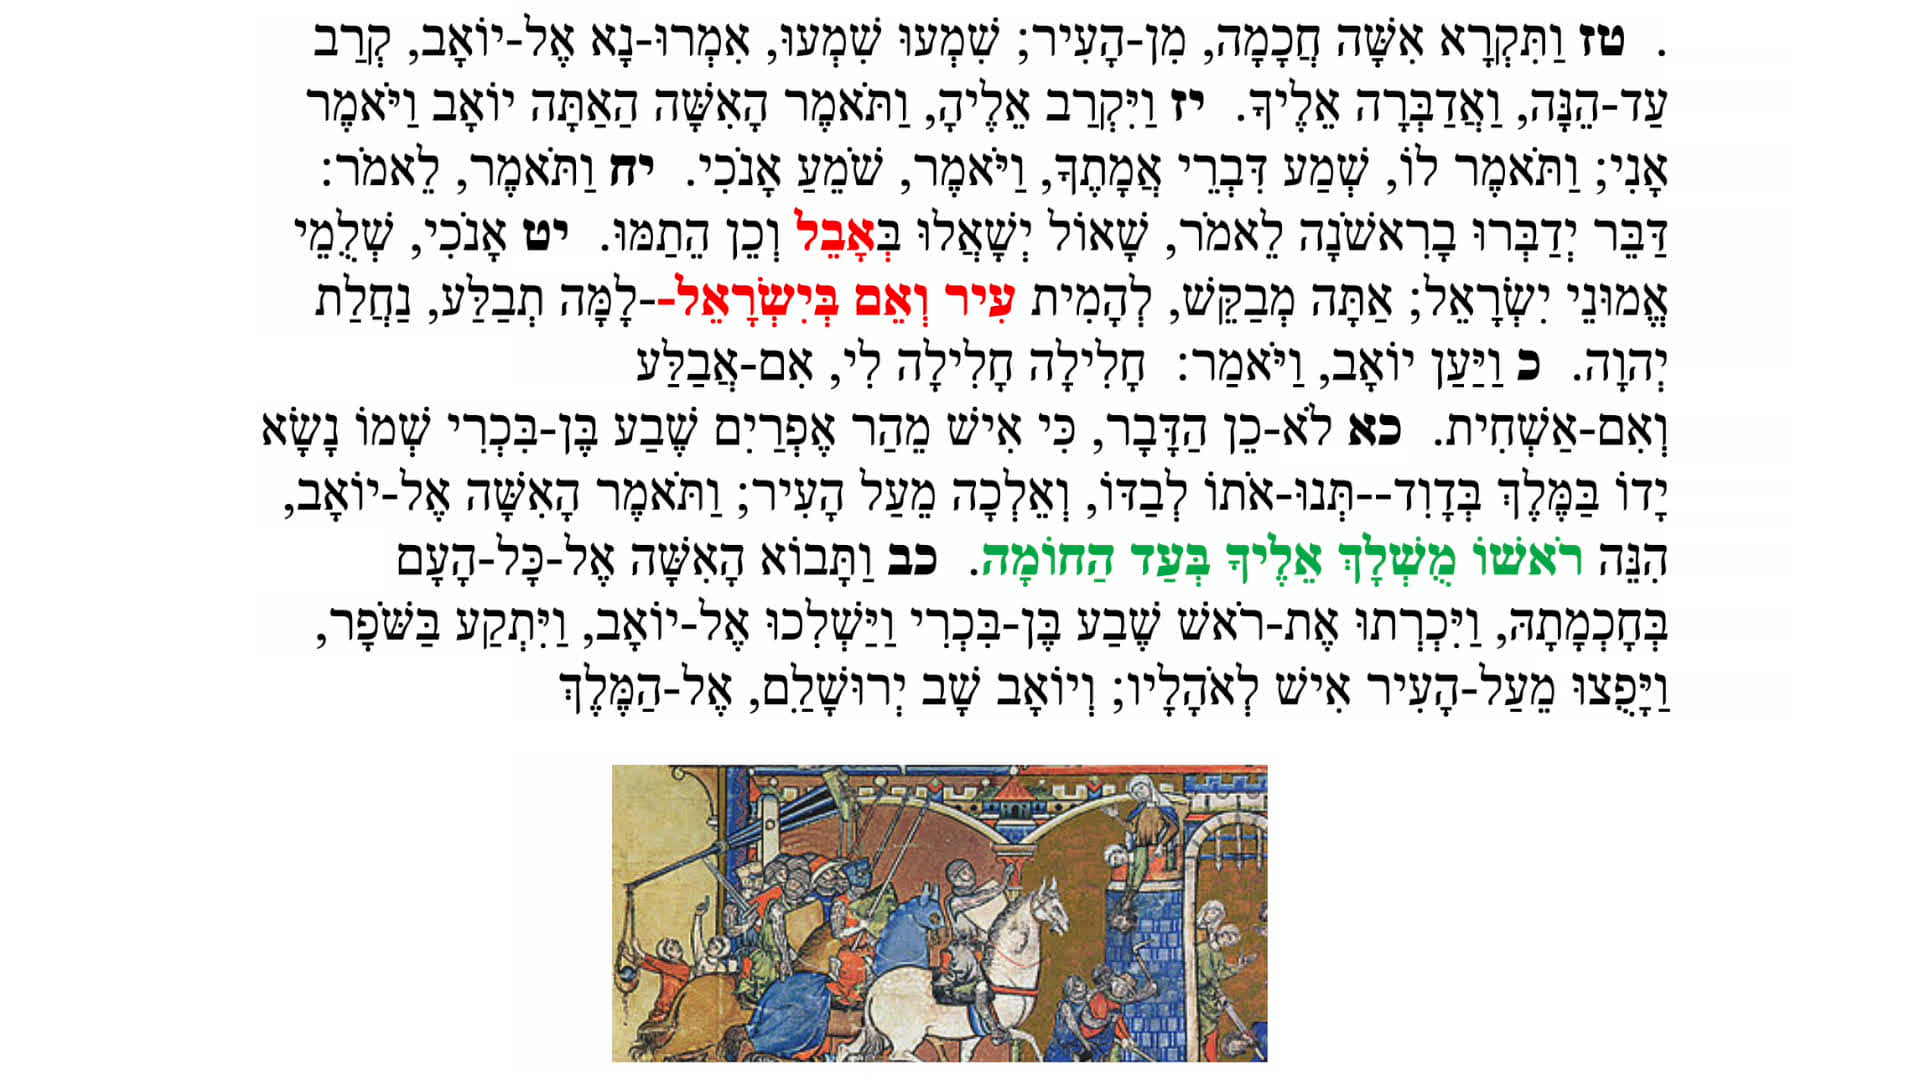 . טז וַתִּקְרָא אִשָּׁה חֲכָמָה, מִן-הָעִיר; שִׁמְעוּ שִׁמְעוּ, אִמְרוּ-נָא אֶל-יוֹאָב, קְרַב
עַד-הֵנָּה, וַאֲדַבְּרָה אֵלֶיךָ. יז וַיִּקְרַב אֵלֶיהָ, וַתֹּאמֶר הָאִשָּׁה הַאַתָּה יוֹאָב וַיֹּאמֶר
אָנִי; וַתֹּאמֶר לוֹ, שְׁמַע דִּבְרֵי אֲמָתֶךָ, וַיֹּאמֶר, שֹׁמֵעַ אָנֹכִי. יח וַתֹּאמֶר, לֵאמֹר:
דַּבֵּר יְדַבְּרוּ בָרִאשֹׁנָה לֵאמֹר, שָׁאוֹל יְשָׁאֲלוּ בְּאָבֵל וְכֵן הֵתַמּוּ. יט אָנֹכִי, שְׁלֻמֵי
אֱמוּנֵי יִשְׂרָאֵל; אַתָּה מְבַקֵּשׁ, לְהָמִית עִיר וְאֵם בְּיִשְׂרָאֵל--לָמָּה תְבַלַּע, נַחֲלַת
יְהוָה. כ וַיַּעַן יוֹאָב, וַיֹּאמַר: חָלִילָה חָלִילָה לִי, אִם-אֲבַלַּע
וְאִם-אַשְׁחִית. כא לֹא-כֵן הַדָּבָר, כִּי אִישׁ מֵהַר אֶפְרַיִם שֶׁבַע בֶּן-בִּכְרִי שְׁמוֹ נָשָׂא
יָדוֹ בַּמֶּלֶךְ בְּדָוִד--תְּנוּ-אֹתוֹ לְבַדּוֹ, וְאֵלְכָה מֵעַל הָעִיר; וַתֹּאמֶר הָאִשָּׁה אֶל-יוֹאָב,
הִנֵּה רֹאשׁוֹ מֻשְׁלָךְ אֵלֶיךָ בְּעַד הַחוֹמָה. כב וַתָּבוֹא הָאִשָּׁה אֶל-כָּל-הָעָם
בְּחָכְמָתָהּ, וַיִּכְרְתוּ אֶת-רֹאשׁ שֶׁבַע בֶּן-בִּכְרִי וַיַּשְׁלִכוּ אֶל-יוֹאָב, וַיִּתְקַע בַּשֹּׁפָר,
וַיָּפֻצוּ מֵעַל-הָעִיר אִישׁ לְאֹהָלָיו; וְיוֹאָב שָׁב יְרוּשָׁלִַם, אֶל-הַמֶּלֶךְ